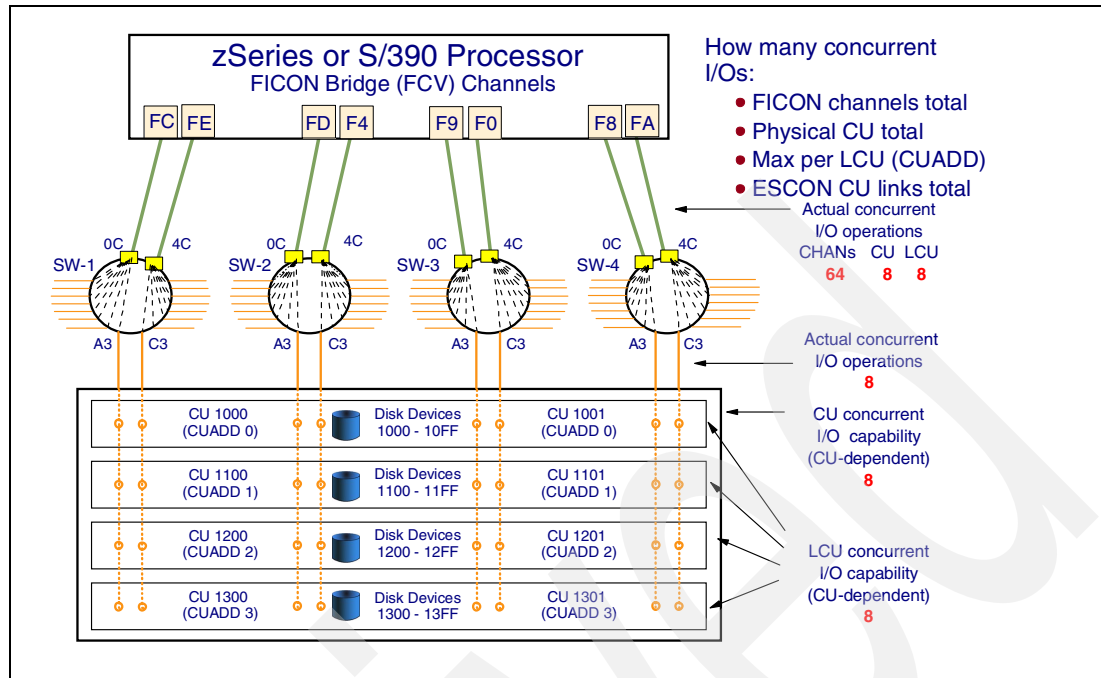 zSeries or S/390 Processor
FICON Bridge (FCV) Channels
FC FE FD F4 F9 F0 F8 FA
How many concurrent
I/Os:
• FICON channels total
• Physical CU total
• Max per LCU (CUADD)
• ESCON CU links total
Actual concurrent
I/O operations
CHANs CU LCU
64 8 8
0C 4C 0C 4C 0C 4C 0C 4C
SW-1 SW-2 SW-3 SW-4
A3 C3 A3 C3 A3 C3 A3 C3
Actual concurrent
I/O operations
8
CU 1000
(CUADD 0)
Disk Devices
1000 - 10FF
CU 1001
(CUADD 0)
CU 1100
(CUADD 1)
Disk Devices
1100 - 11FF
CU 1101
(CUADD 1)
CU 1200
(CUADD 2)
Disk Devices
1200 - 12FF
CU 1201
(CUADD 2)
CU 1300
(CUADD 3)
Disk Devices
1300 - 13FF
CU 1301
(CUADD 3)
CU concurrent
I/O capability
(CU-dependent)
8
LCU concurrent
I/O capability
(CU-dependent)
8